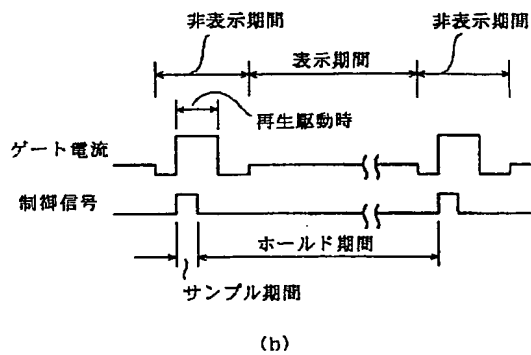 非表示期間
非表示期間
表示期間
再生駆動時
ゲート電流
制御信号
ホールド期間
サンプル期間
(b)